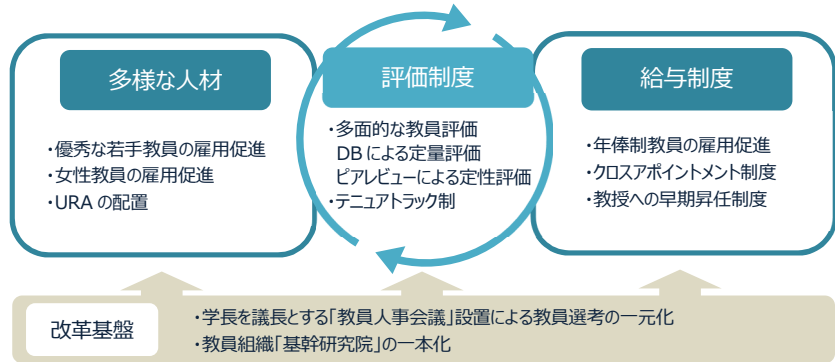 多様な人材
・優秀な若手教員の雇用促進
・女性教員の雇用促進
・URA の配置
評価制度
・多面的な教員評価
DB による定量評価
ピアレビューによる定性評価
・テニュアトラック制
給与制度
・年俸制教員の雇用促進
・クロスアポイントメント制度
・教授への早期昇任制度
改革基盤
・学長を議長とする「教員人事会議」設置による教員選考の一元化
・教員組織「基幹研究院」の一本化